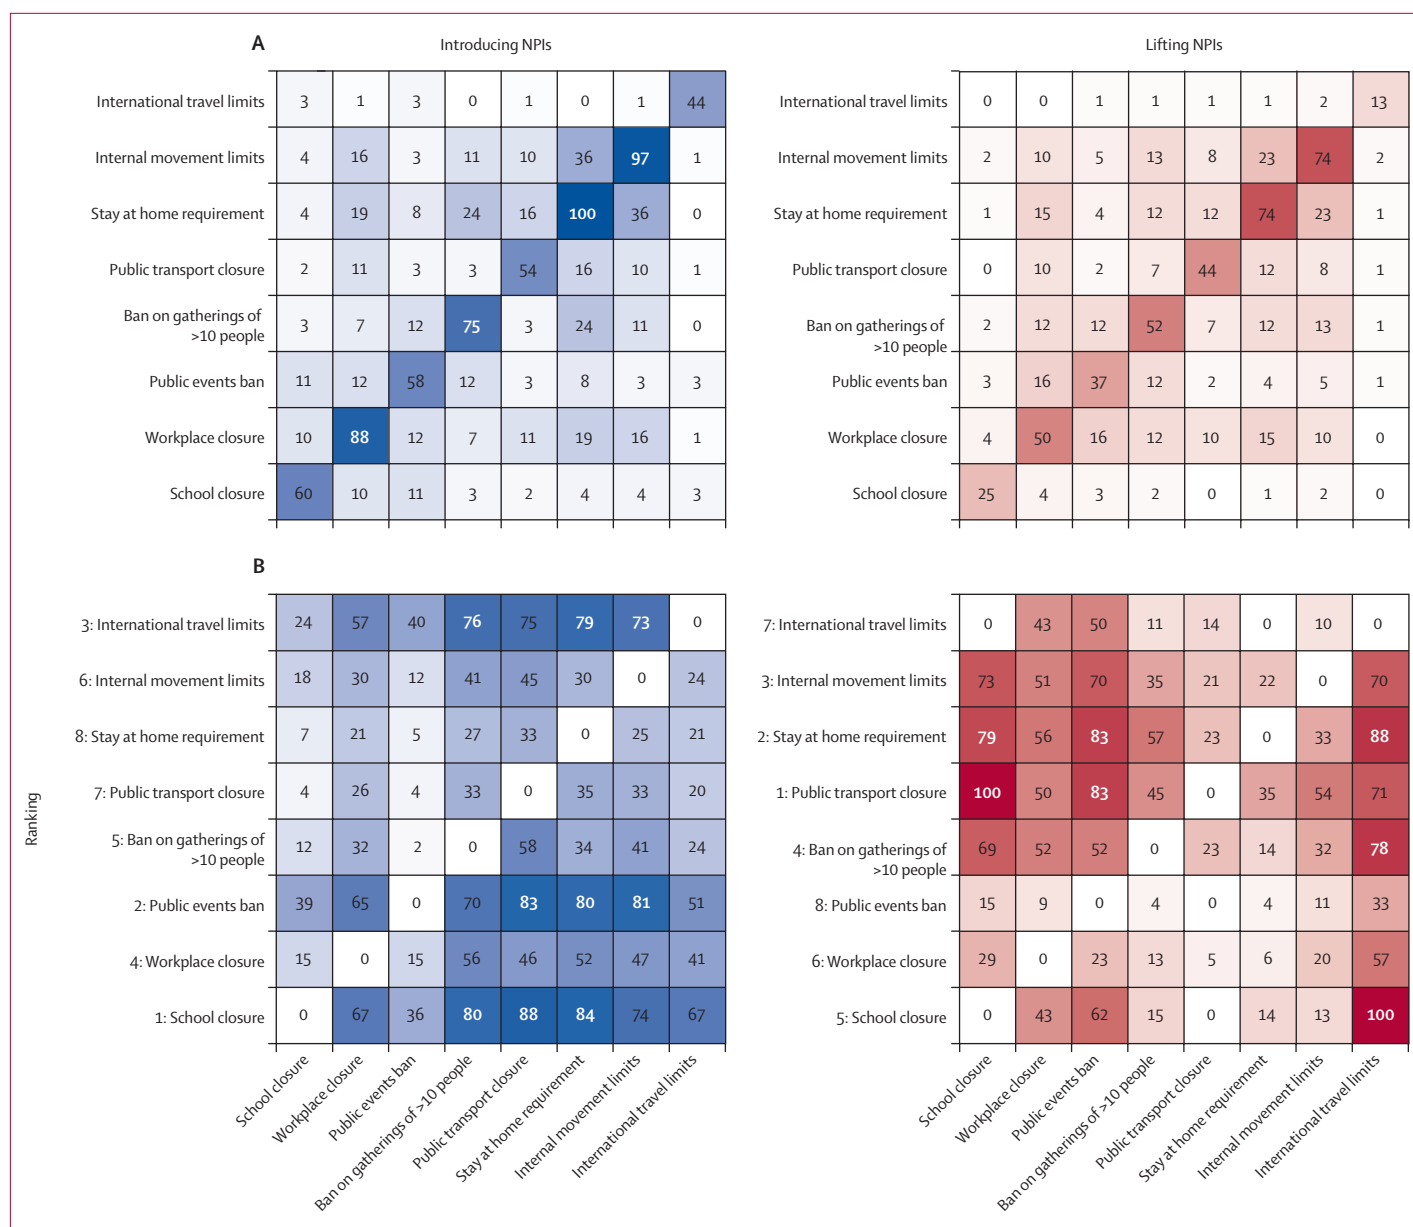 A
Introducing NPIs
Lifting NPIs
International travel limits 3 1 3 0 1 0 1 44
Internal movement limits 4 16 3 11 10 36 97 1
Stay at home requirement 4 19 8 24 16 100 36 0
Public transport closure 2 11 3 3 54 16 10 1
Ban on gatherings of
>10 people 3 7 12 75 3 24 11 0
Public events ban 11 12 58 12 3 8 3 3
Workplace closure 10 88 12 7 11 19 16 1
School closure 60 10 11 3 2 4 4 3
International travel limits 0 0 1 1 1 1 2 13
Internal movement limits 2 10 5 13 8 23 74 2
Stay at home requirement 1 15 4 12 12 74 23 1
Public transport closure 0 10 2 7 44 12 8 1
Ban on gatherings of
>10 people 2 12 12 52 7 12 13 1
Public events ban 3 16 37 12 2 4 5 1
Workplace closure 4 50 16 12 10 15 10 0
School closure 25 4 3 2 0 1 2 0
B
Ranking
3: International travel limits 24 57 40 76 75 79 73 0
6: Internal movement limits 18 30 12 41 45 30 0 24
8: Stay at home requirement 7 21 5 27 33 0 25 21
7: Public transport closure 4 26 4 33 0 35 33 20
5: Ban on gatherings of
>10 people 12 32 2 0 58 34 41 24
2: Public events ban 39 65 0 70 83 80 81 51
4: Workplace closure 15 0 15 56 46 52 47 41
1: School closure 0 67 36 80 88 84 74 67
School closure
Workplace closure
Public events ban
Ban on gatherings of >10 people
Public transport closure
Stay at home requirement
Internal movement limits
International travel limits
7: International travel limits 0 43 50 11 14 0 10 0
3: Internal movement limits 73 51 70 35 21 22 0 70
2: Stay at home requirement 79 56 83 57 23 0 33 88
1: Public transport closure 100 50 83 45 0 35 54 71
4: Ban on gatherings of
>10 people 69 52 52 0 23 14 32 78
8: Public events ban 15 9 0 4 0 4 11 33
6: Workplace closure 29 0 23 13 5 6 20 57
5: School closure 0 43 62 15 0 14 13 100
School closure
Workplace closure
Public events ban
Ban on gatherings of >10 people
Public transport closure
Stay at home requirement
Internal movement limits
International travel limits